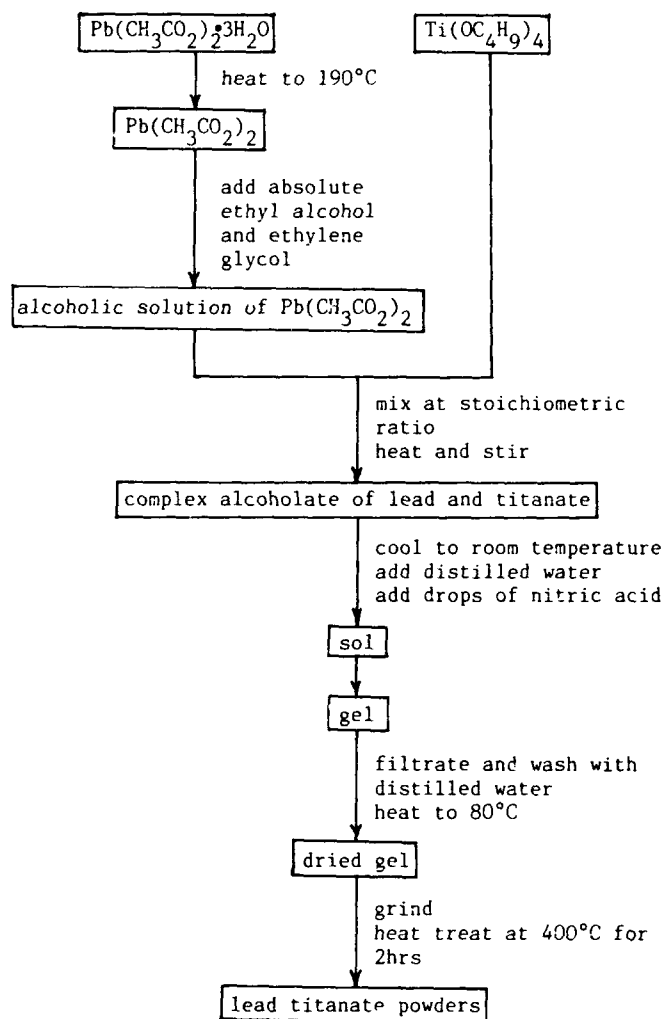 Pb(CH₃CO₂)₂•3H₂O
Ti(OC₄H₉)₄
heat to 190°C
Pb(CH₃CO₂)₂
add absolute
ethyl alcohol
and ethylene
glycol
alcoholic solution of Pb(CH₃CO₂)₂
mix at stoichiometric
ratio
heat and stir
complex alcoholate of lead and titanate
cool to room temperature
add distilled water
add drops of nitric acid
sol
gel
filtrate and wash with
distilled water
heat to 80°C
dried gel
grind
heat treat at 400°C for
2hrs
lead titanate powders